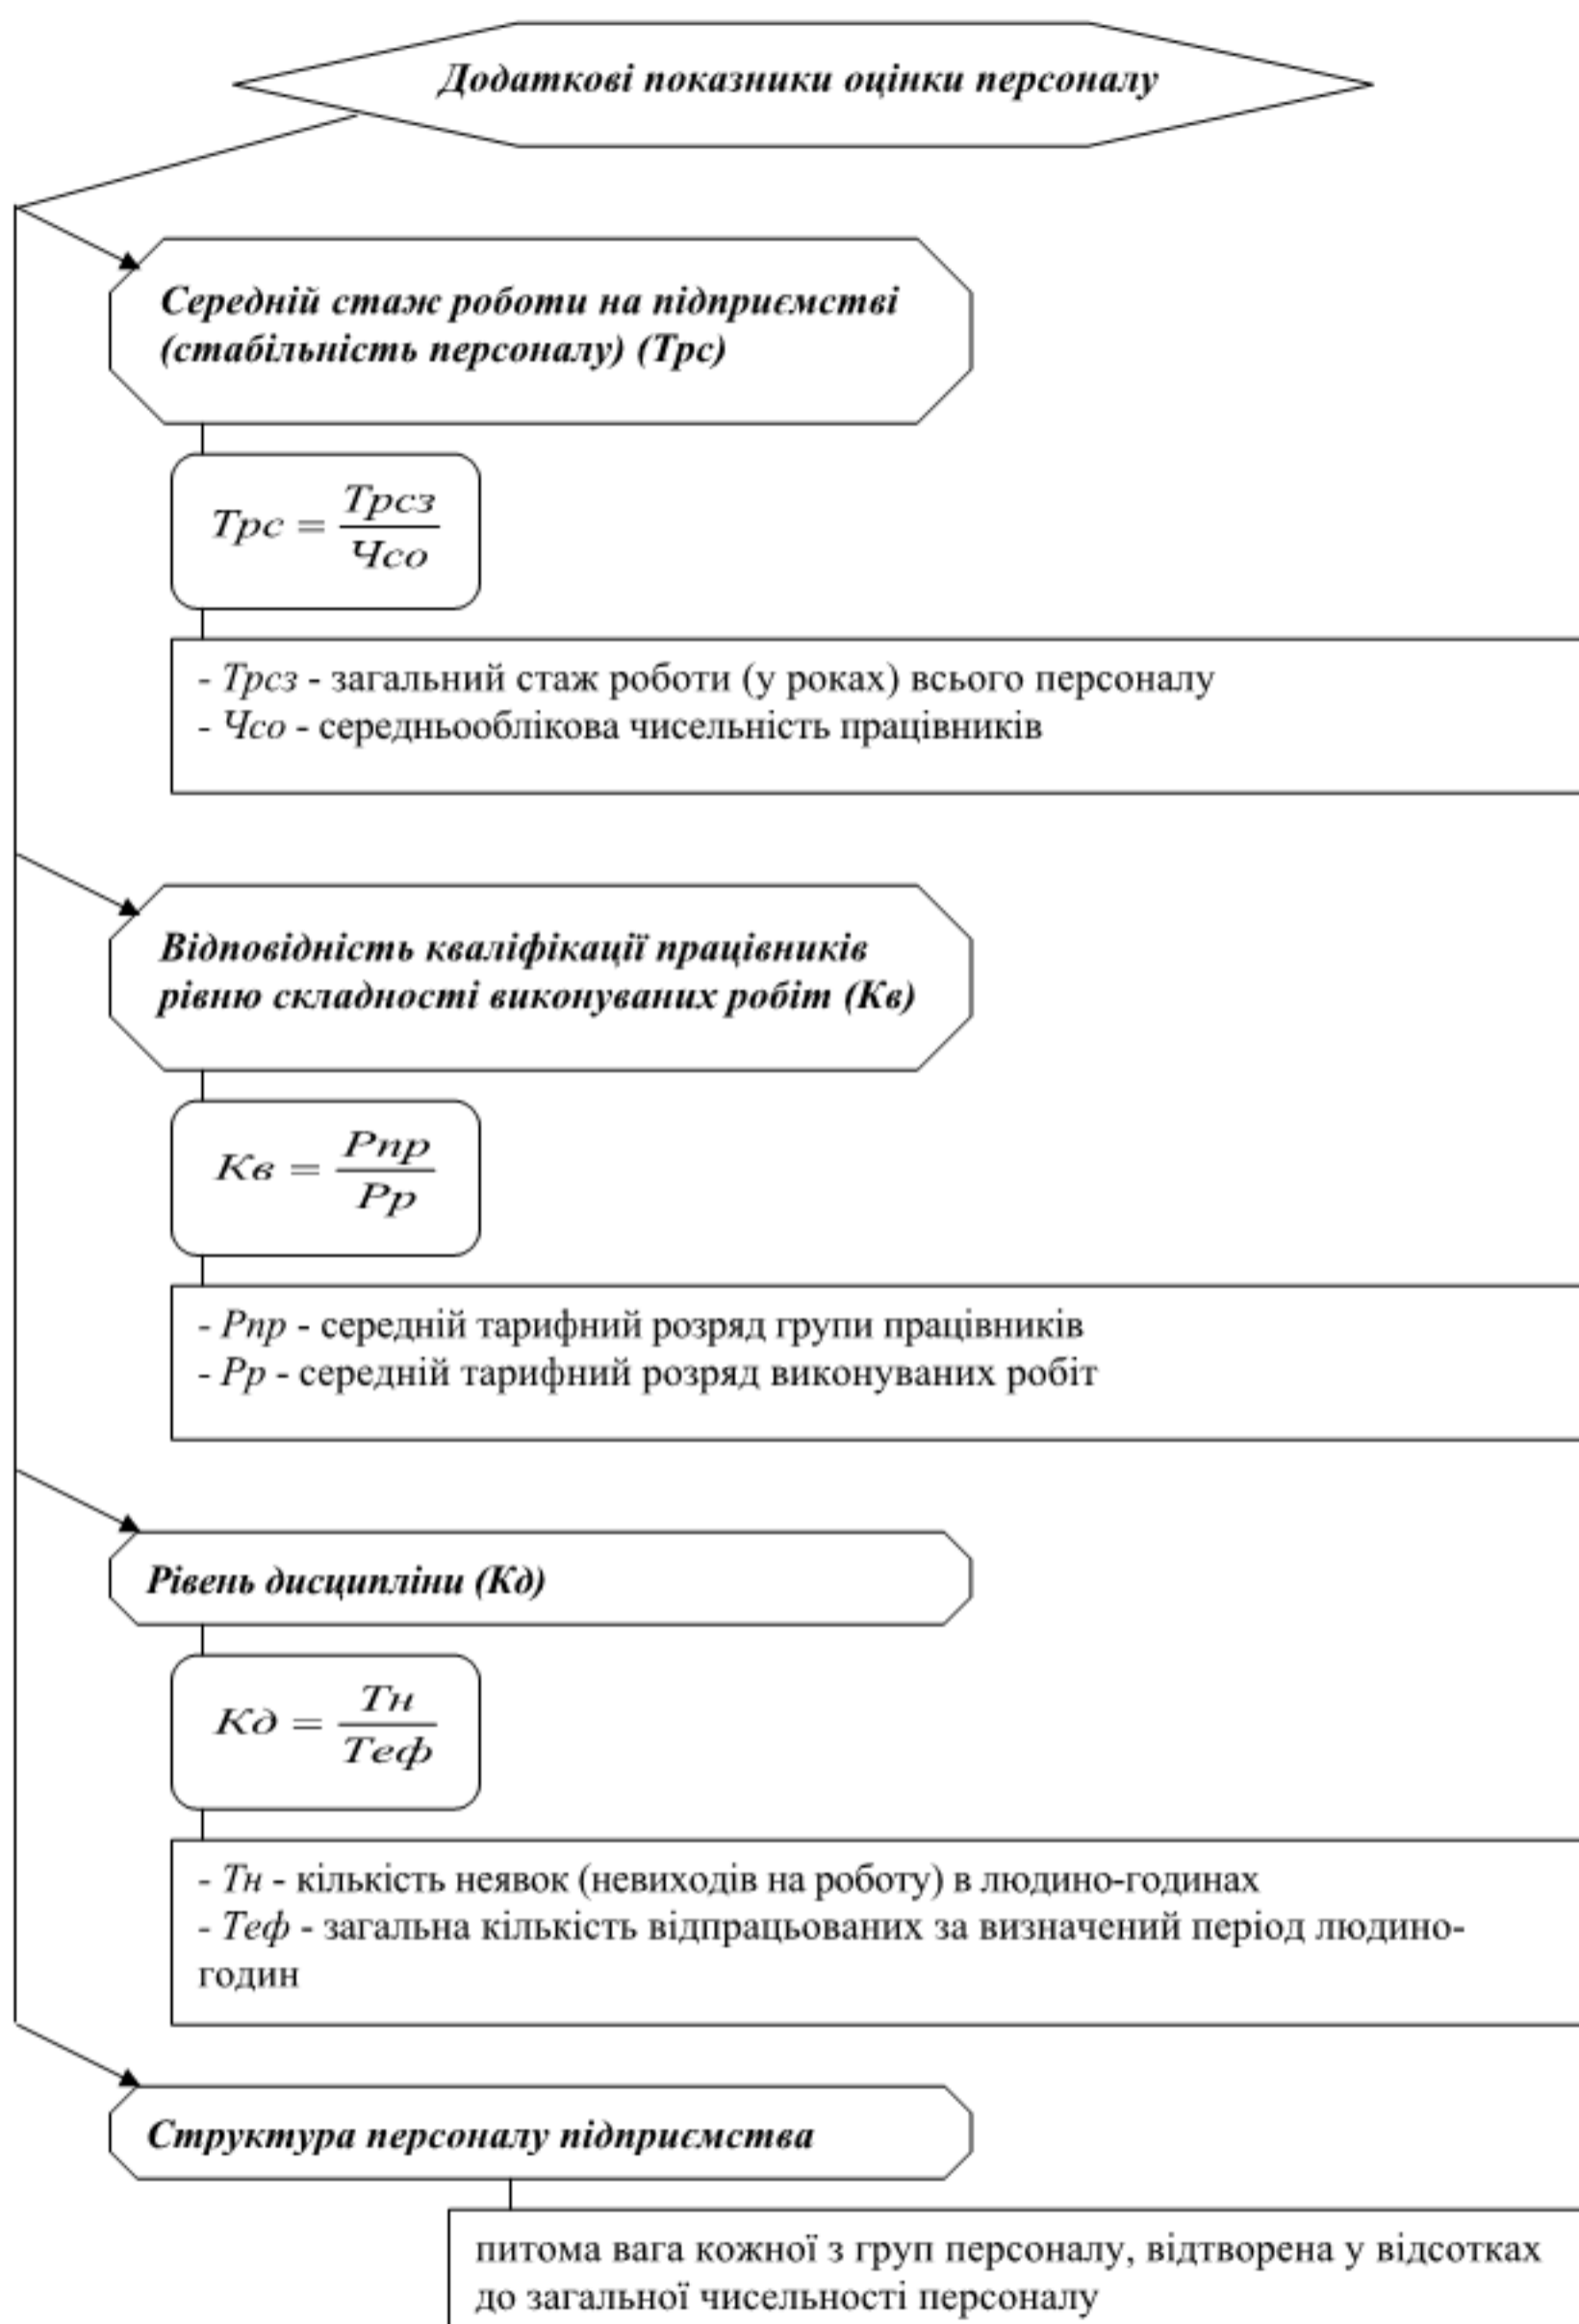 Додаткові показники оцінки персоналу
Середній стаж роботи на підприємстві
(стабільність персоналу) (Трс)
Трс = Трсз / Чсо
- Трсз - загальний стаж роботи (у роках) всього персоналу
- Чсо - середньооблікова чисельність працівників
Відповідність кваліфікації працівників
рівню складності виконуваних робіт (Кв)
Кв = Рпр / Рр
- Рпр - середній тарифний розряд групи працівників
- Рр - середній тарифний розряд виконуваних робіт
Рівень дисципліни (Кд)
Кд = Тн / Теф
- Тн - кількість неявок (невиходів на роботу) в людино-годинах
- Теф - загальна кількість відпрацьованих за визначений період людино-
годин
Структура персоналу підприємства
питома вага кожної з груп персоналу, відтворена у відсотках
до загальної чисельності персоналу